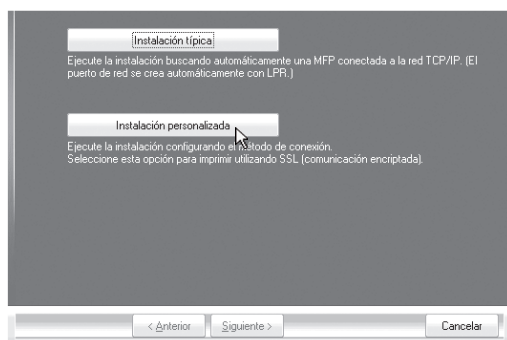 Instalación típica
Ejecute la instalación buscando automáticamente una MFP conectada a la red TCP/IP. (El
puerto de red se crea automáticamente con LPR.)
Instalación personalizada
Ejecute la instalación configurando el método de conexión.
Seleccione esta opción para imprimir utilizando SSL (comunicación encriptada).
< Anterior
Siguiente >
Cancelar